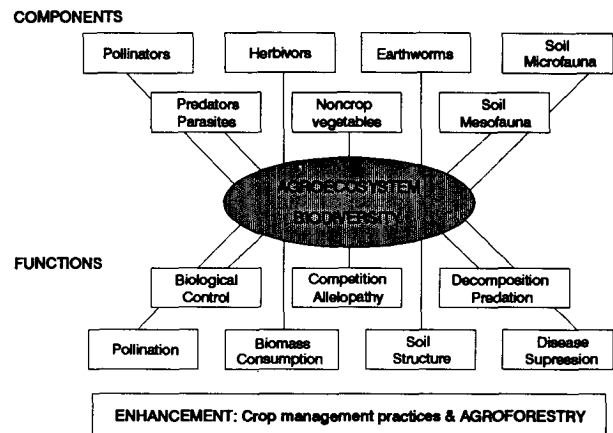 COMPONENTS
Pollinators
Herbivors
Earthworms
Soil
Microfauna
Predators
Parasites
Noncrop
vegetables
Soil
Mesofauna
AGROECOSYSTEM
BIODIVERSITY
FUNCTIONS
Biological
Control
Competition
Allelopathy
Decomposition
Predation
Pollination
Biomass
Consumption
Soil
Structure
Disease
Supression
ENHANCEMENT: Crop management practices & AGROFORESTRY